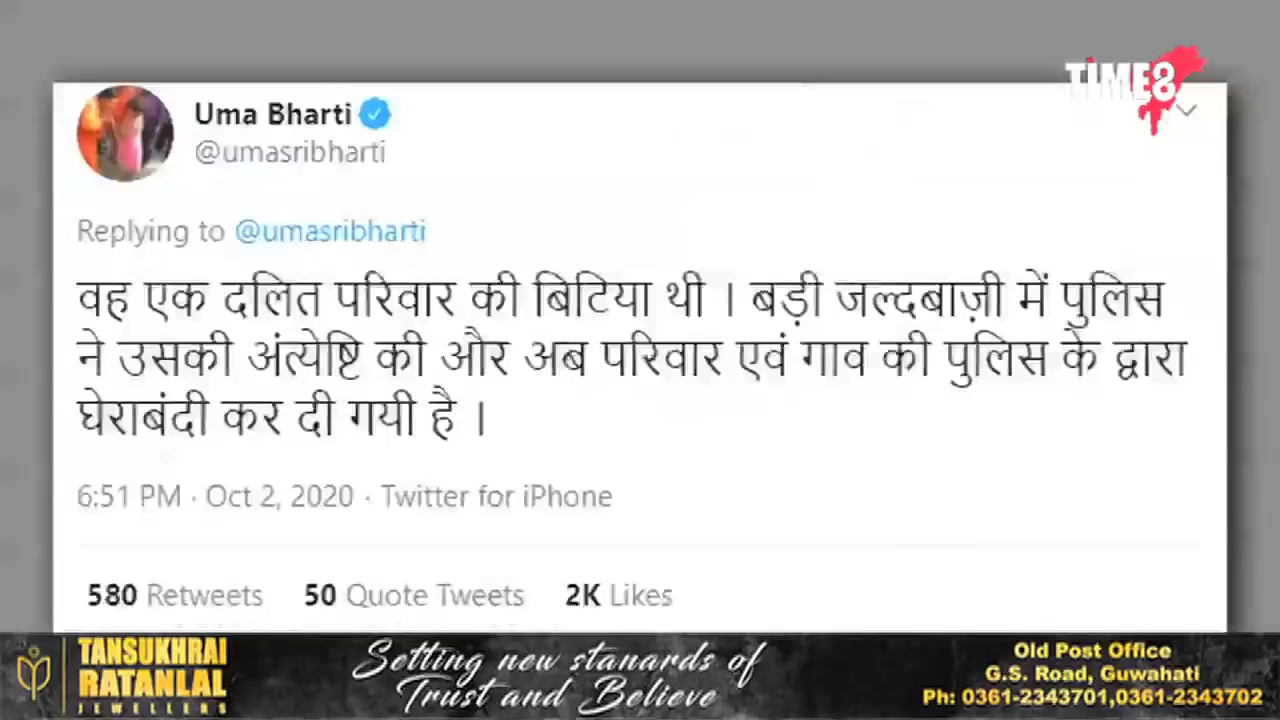 TIME8
Uma Bharti
@umasribharti
Replying to @umasribharti
वह एक दलित परिवार की बिटिया थी । बड़ी जल्दबाज़ी में पुलिस
ने उसकी अंत्येष्टि की और अब परिवार एवं गाव की पुलिस के द्वारा
घेराबंदी कर दी गयी है ।
6:51 PM · Oct 2, 2020 · Twitter for iPhone
580 Retweets 50 Quote Tweets 2K Likes
TANSUKHRAI
RATANLAL
JEWELLERS
Setting new stanards of
Trust and Believe
Old Post Office
G.S. Road, Guwahati
Ph: 0361-2343701,0361-2343702